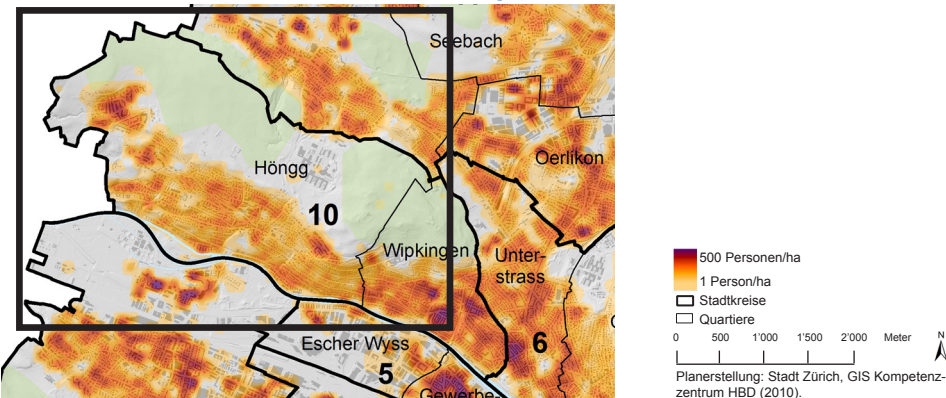 Seebach
Oerlikon
Höngg
10
Wipkingen
Unter-
strass
Escher Wyss
6
5
Gewerbe-
500 Personen/ha
1 Person/ha
Stadtkreise
Quartiere
0 500 1'000 1'500 2'000 Meter N
Planerstellung: Stadt Zürich, GIS Kompetenz-
zentrum HBD (2010).